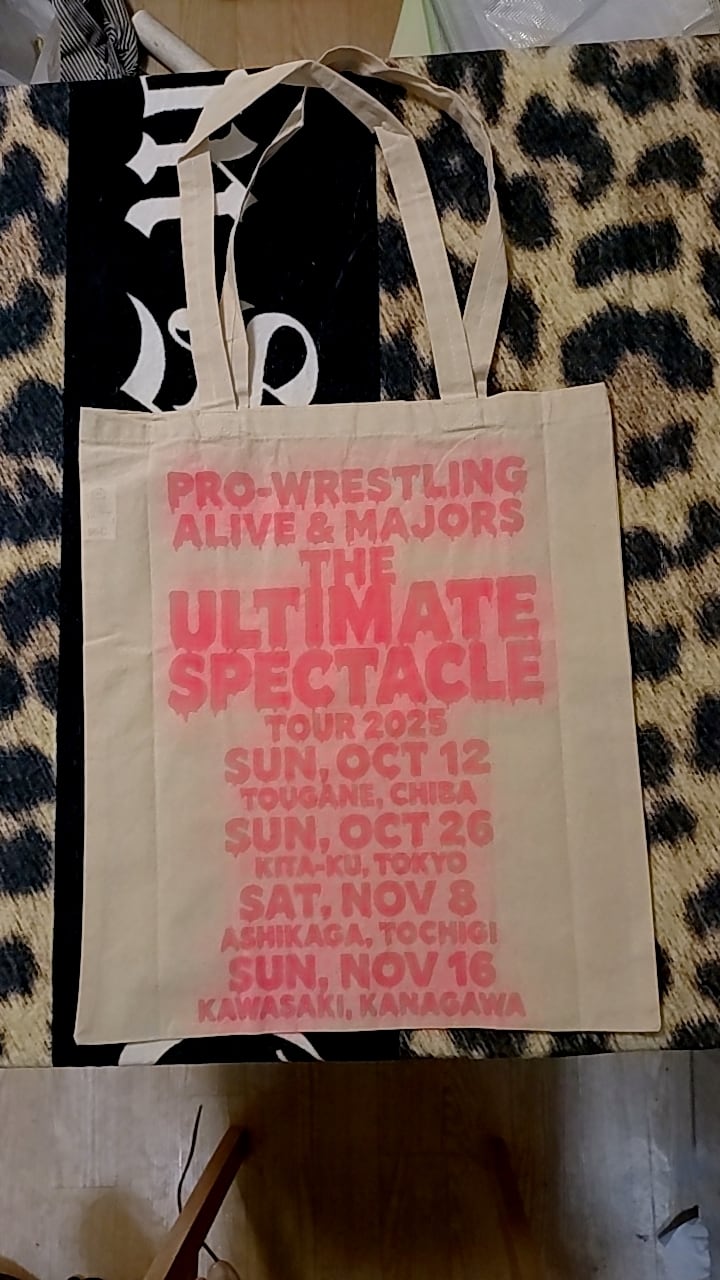 PRO-WRESTLING
ALIVE & MAJORS
THE
ULTIMATE
SPECTACLE
TOUR 2025
SUN, OCT 12
TOUGANE, CHIBA
SUN, OCT 26
KITA-KU, TOKYO
SAT, NOV 8
ASHIKAGA, TOCHIGI
SUN, NOV 16
KAWASAKI, KANAGAWA